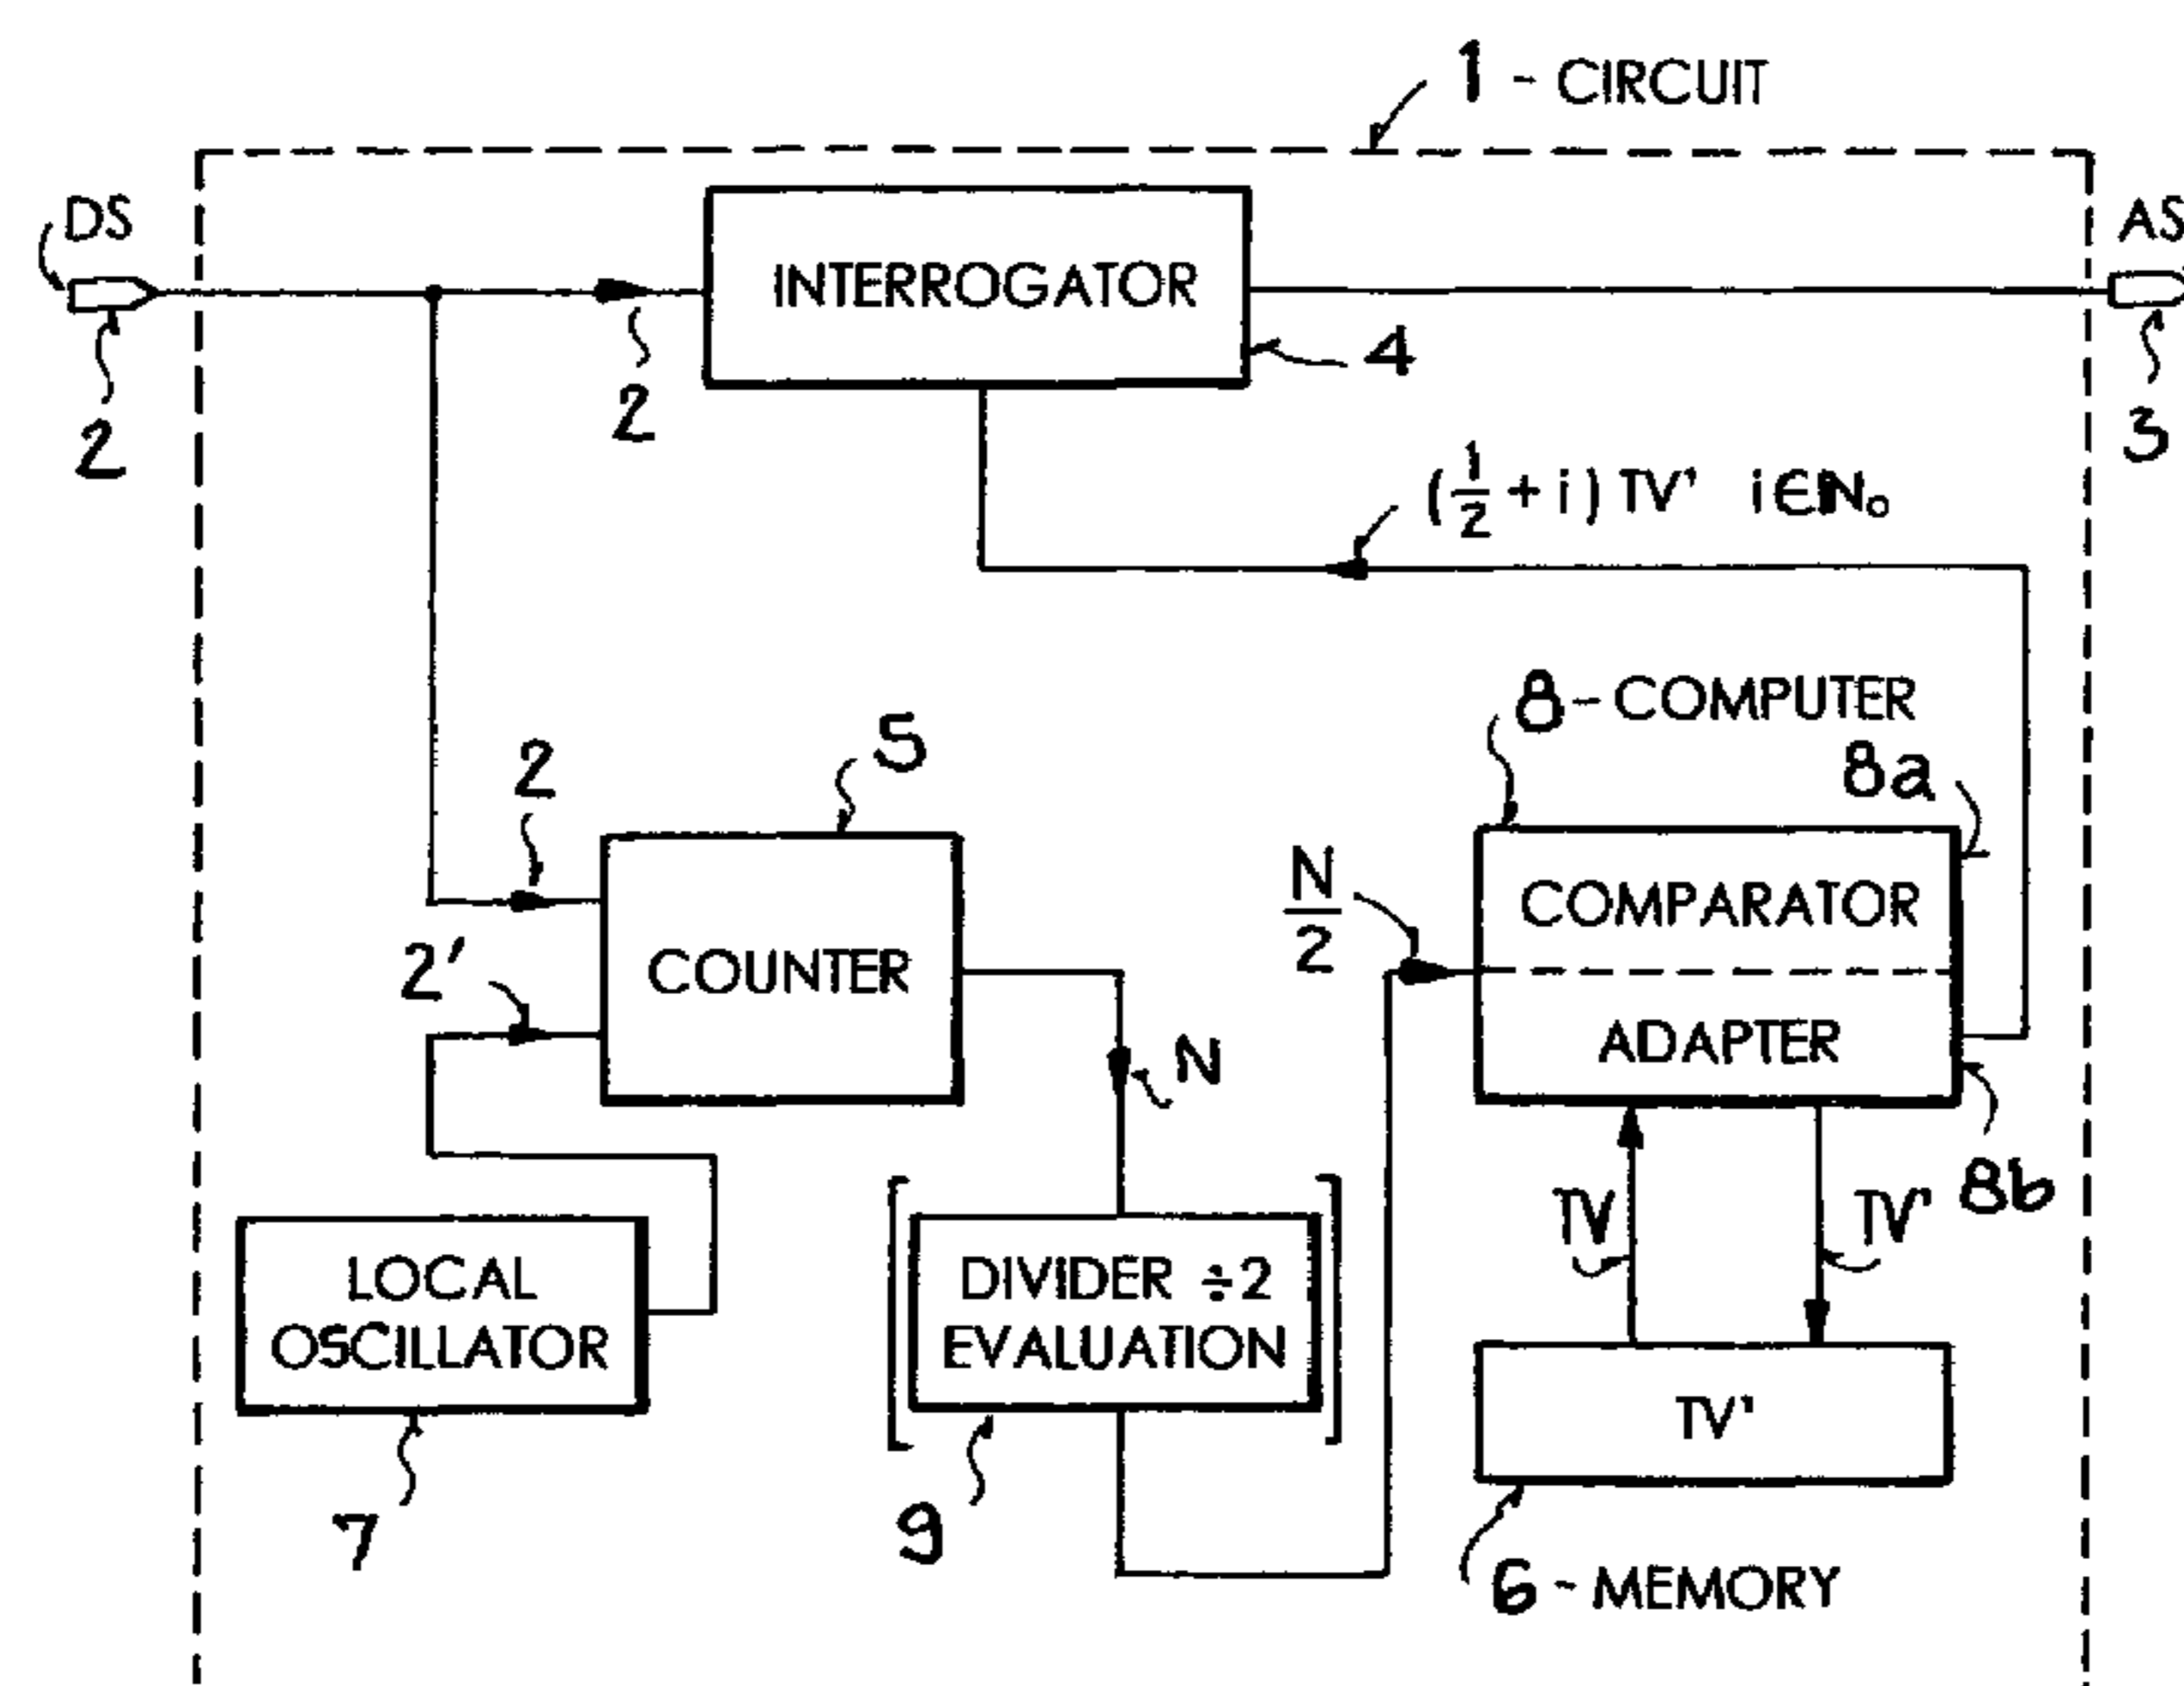 1 - CIRCUIT
DS
AS
INTERROGATOR
2
2
4
3
(1/2 + i) TV' i∈ℕ₀
8 - COMPUTER
8a
2
5
N/2
COMPARATOR
2'
COUNTER
ADAPTER
N
TV
TV'
8b
LOCAL
OSCILLATOR
DIVIDER ÷2
EVALUATION
TV'
7
9
6 - MEMORY